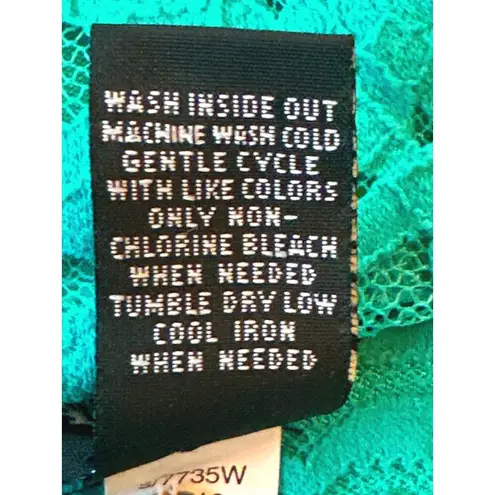 WASH INSIDE OUT
MACHINE WASH COLD
GENTLE CYCLE
WITH LIKE COLORS
ONLY NON-
CHLORINE BLEACH
WHEN NEEDED
TUMBLE DRY LOW
COOL IRON
WHEN NEEDED